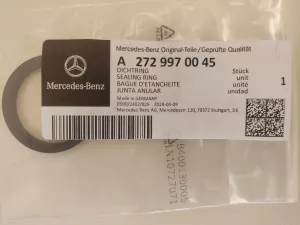 Mercedes-Benz Original-Teile / Geprüfte Qualität
Mercedes-Benz
A 272 997 00 45
DICHTRING
SEALING RING
BAGUE D'ETANCHEITE
JUNTA ANULAR
Stück
unit
unité
unidad
1
Made in GERMANY
Mercedes-Benz AG, Mercedesstr. 120, 70372 Stuttgart, DE